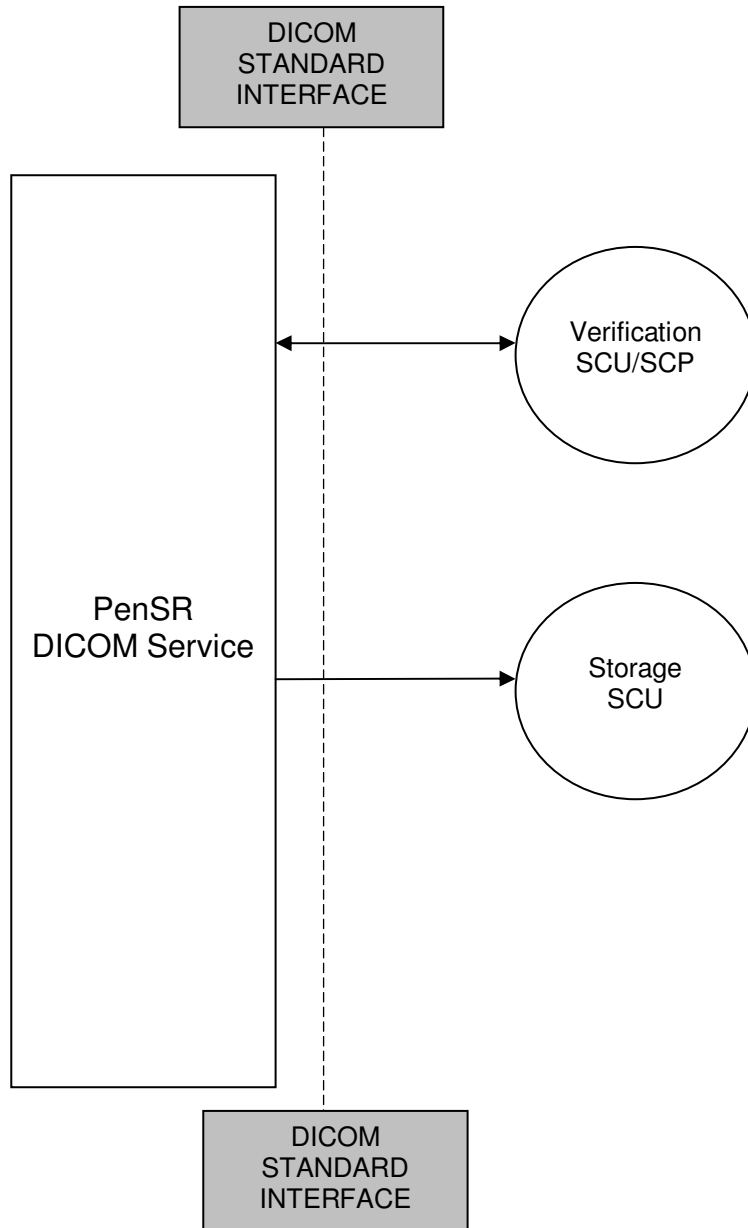 DICOM
STANDARD
INTERFACE
Verification
SCU/SCP
PenSR
DICOM Service
Storage
SCU
DICOM
STANDARD
INTERFACE